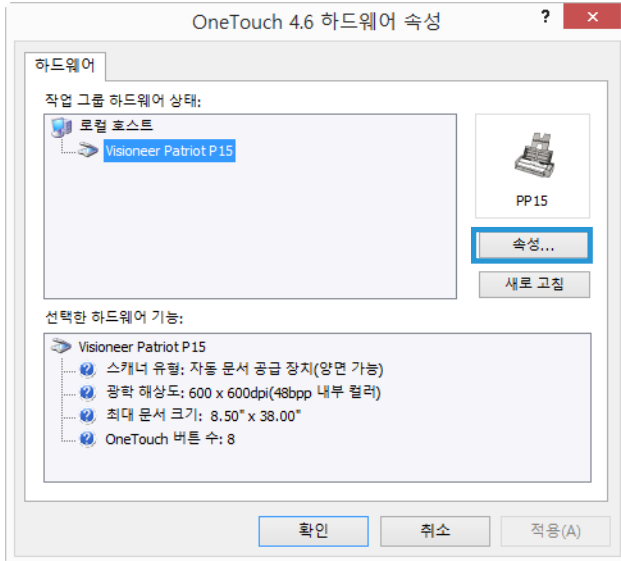 OneTouch 4.6 하드웨어 속성
? ×
하드웨어
작업 그룹 하드웨어 상태:
로컬 호스트
Visioneer Patriot P15
PP15
속성...
새로 고침
선택한 하드웨어 기능:
Visioneer Patriot P15
스캐너 유형: 자동 문서 공급 장치(양면 가능)
광학 해상도: 600 x 600dpi(48bpp 내부 컬러)
최대 문서 크기: 8.50" x 38.00"
OneTouch 버튼 수: 8
확인
취소
적용(A)